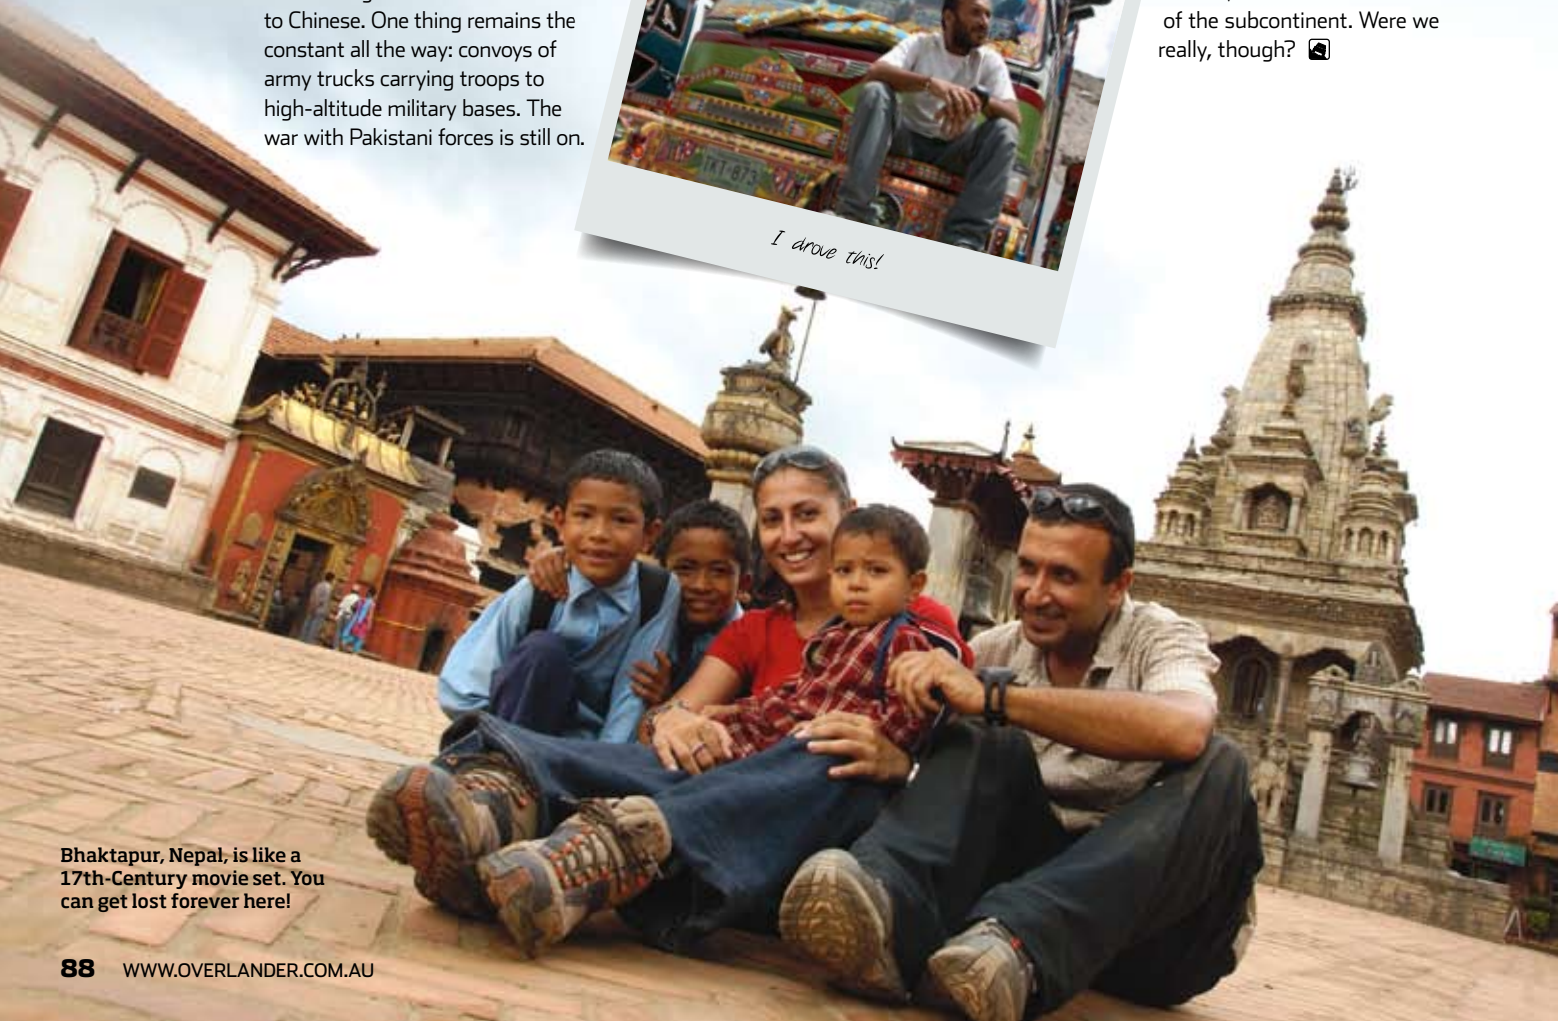 to Chinese. One thing remains the
constant all the way: convoys of
army trucks carrying troops to
high-altitude military bases. The
war with Pakistani forces is still on.
TKT-873
I drove this!
of the subcontinent. Were we
really, though?
Bhaktapur, Nepal, is like a
17th-Century movie set. You
can get lost forever here!
88 WWW.OVERLANDER.COM.AU